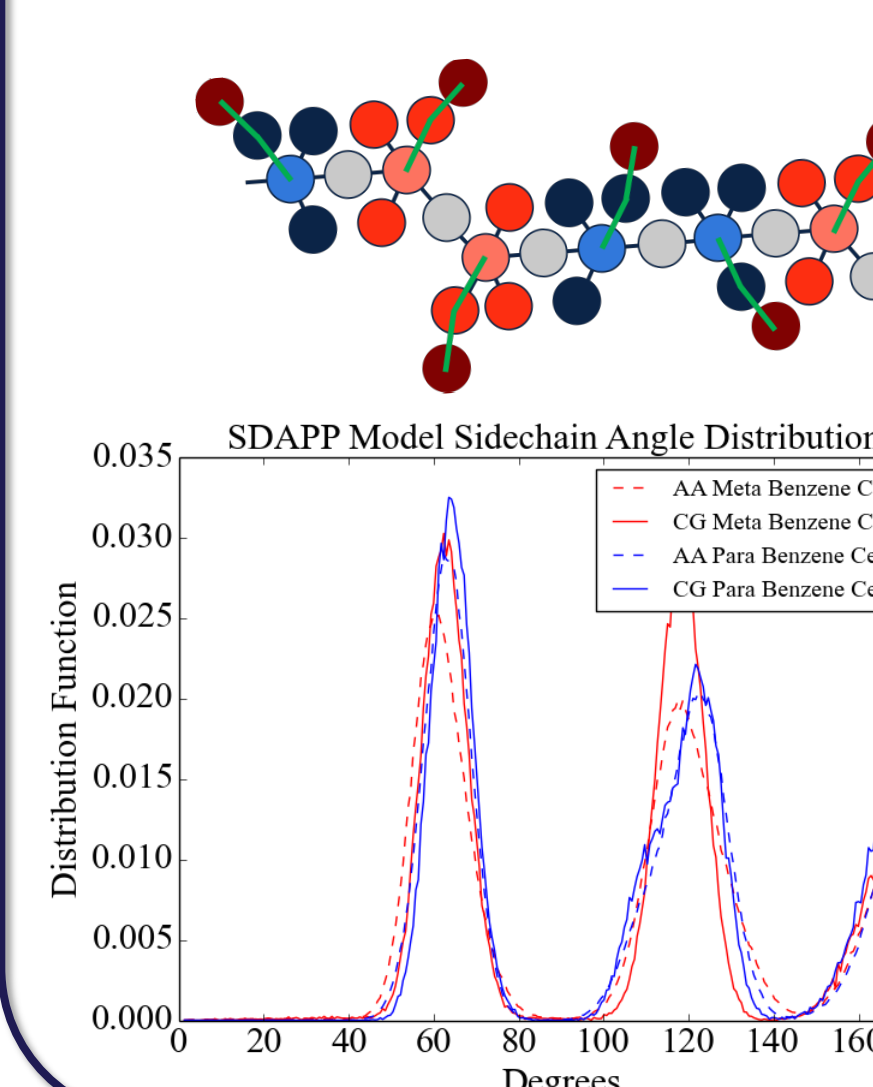 SDAPP Model Sidechain Angle Distribution
0.035
0.030
0.025
0.020
0.015
0.010
0.005
0.000
Distribution Function
AA Meta Benzene C
CG Meta Benzene C
AA Para Benzene Ce
CG Para Benzene Ce
0 20 40 60 80 100 120 140 160
Degrees